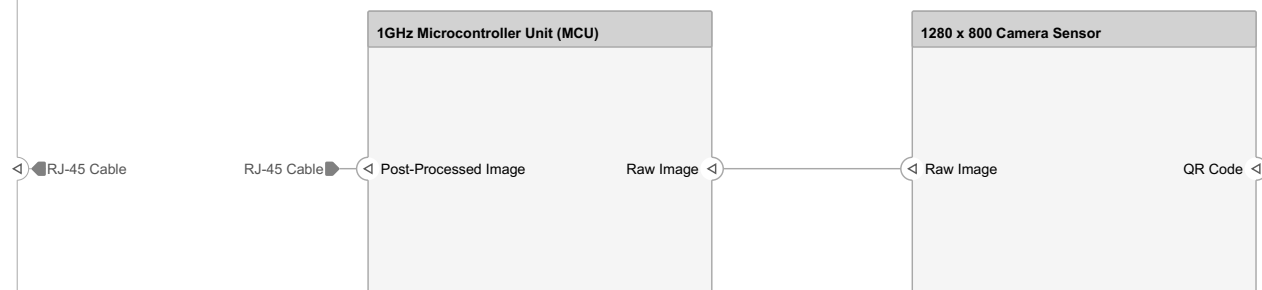 1GHz Microcontroller Unit (MCU)
1280 x 800 Camera Sensor
RJ-45 Cable
RJ-45 Cable
Post-Processed Image
Raw Image
Raw Image
QR Code